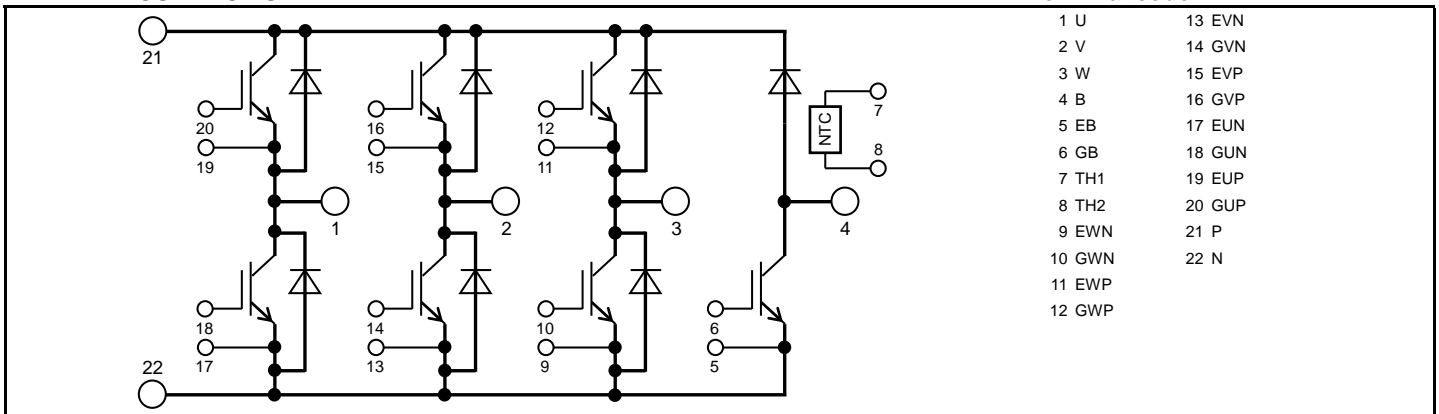 21
20
19
16
15
12
11
NTC
7
8
1
2
3
4
18
17
14
13
10
9
6
5
22
1 U
2 V
3 W
4 B
5 EB
6 GB
7 TH1
8 TH2
9 EWN
10 GWN
11 EWP
12 GWP
13 EVN
14 GVN
15 EVP
16 GVP
17 EUN
18 GUN
19 EUP
20 GUP
21 P
22 N